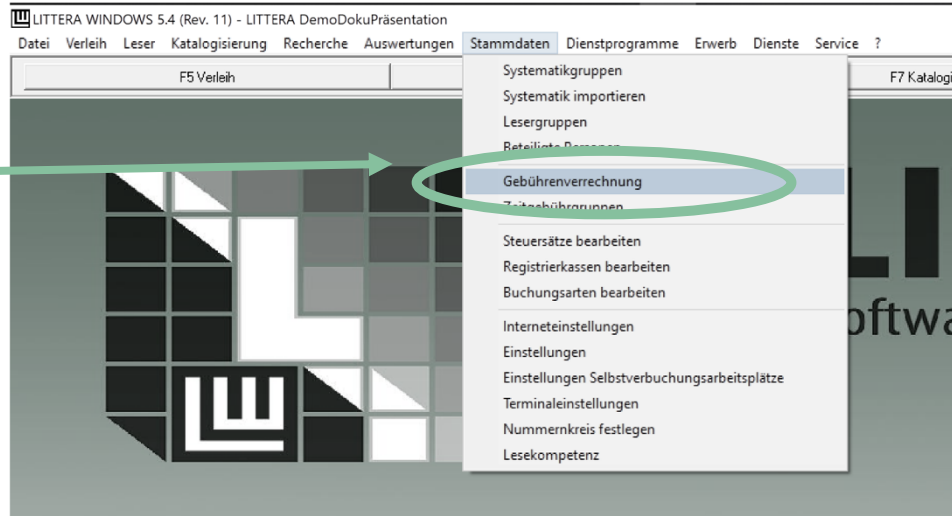 LITTERA WINDOWS 5.4 (Rev. 11) - LITTERA DemoDokuPräsentation
Datei Verleih Leser Katalogisierung Recherche Auswertungen Stammdaten Dienstprogramme Erwerb Dienste Service ?
F5 Verleih
F7 Katalogi
Systematikgruppen
Systematik importieren
Lesergruppen
Beteiligte Personen
Gebührenverrechnung
Zeitgebührgruppen
Steuersätze bearbeiten
Registrierkassen bearbeiten
Buchungsarten bearbeiten
Interneteinstellungen
Einstellungen
Einstellungen Selbstverbuchungsarbeitsplätze
Terminaleinstellungen
Nummernkreis festlegen
Lesekompetenz
LI
oftwa